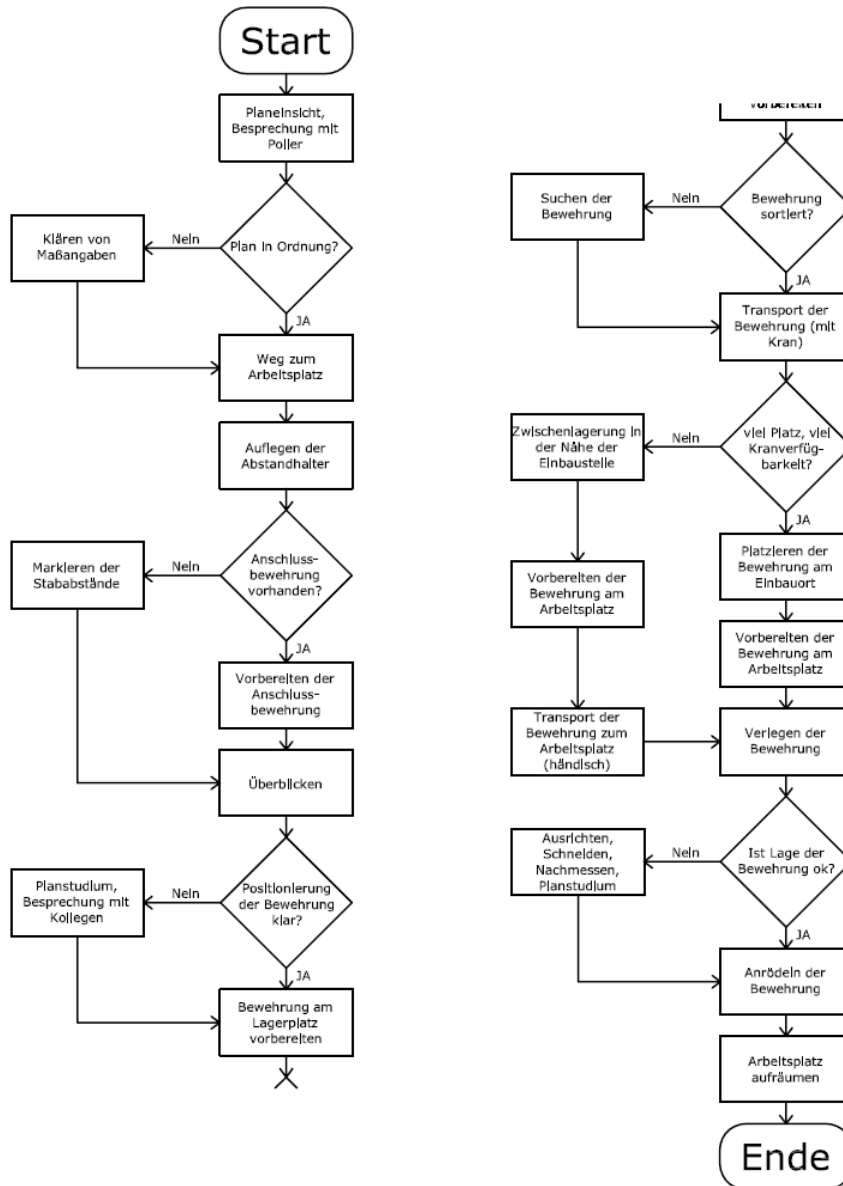 Start
Planeinsicht,
Besprechung mit
Polier
Plan in Ordnung?
Nein
Klären von
Maßangaben
JA
Weg zum
Arbeitsplatz
Auflegen der
Abstandhalter
Anschluss-
bewehrung
vorhanden?
Nein
Markieren der
Stababstände
JA
Vorbereiten der
Anschluss-
bewehrung
Überblicken
Positionierung
der Bewehrung
klar?
Nein
Planstudium,
Besprechung mit
Kollegen
JA
Bewehrung am
Lagerplatz
vorbereiten
vorbereiten
Bewehrung
sortiert?
Nein
Suchen der
Bewehrung
JA
Transport der
Bewehrung (mit
Kran)
viel Platz, viel
Kranverfüg-
barkeit?
Nein
Zwischenlagerung in
der Nähe der
Einbaustelle
Vorbereiten der
Bewehrung am
Arbeitsplatz
Transport der
Bewehrung zum
Arbeitsplatz
(händisch)
JA
Platzieren der
Bewehrung am
Einbauort
Vorbereiten der
Bewehrung am
Arbeitsplatz
Verlegen der
Bewehrung
Ist Lage der
Bewehrung ok?
Nein
Ausrichten,
Schneiden,
Nachmessen,
Planstudium
JA
Anrödeln der
Bewehrung
Arbeitsplatz
aufräumen
Ende